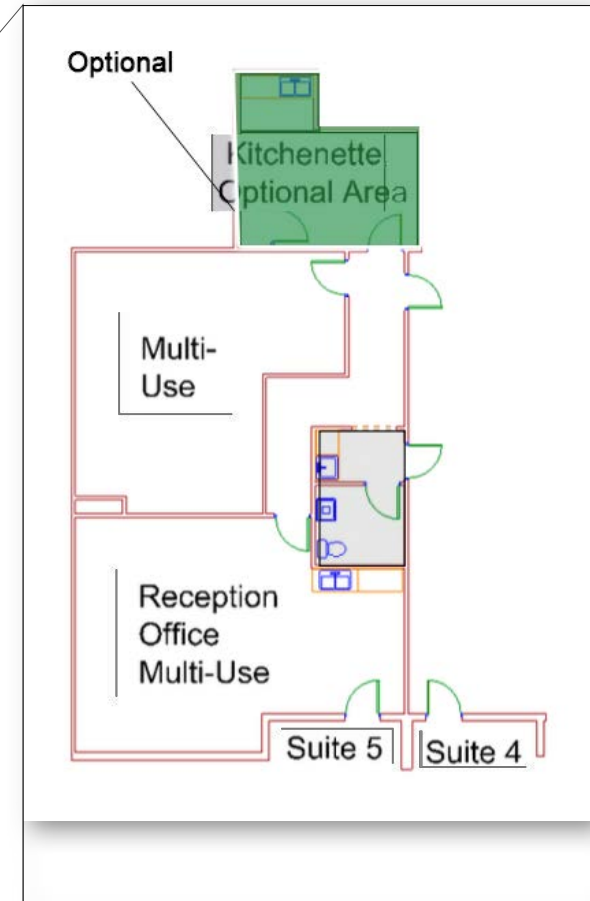 Optional
Kitchenette
Optional Area
Multi-
Use
Reception
Office
Multi-Use
Suite 5
Suite 4